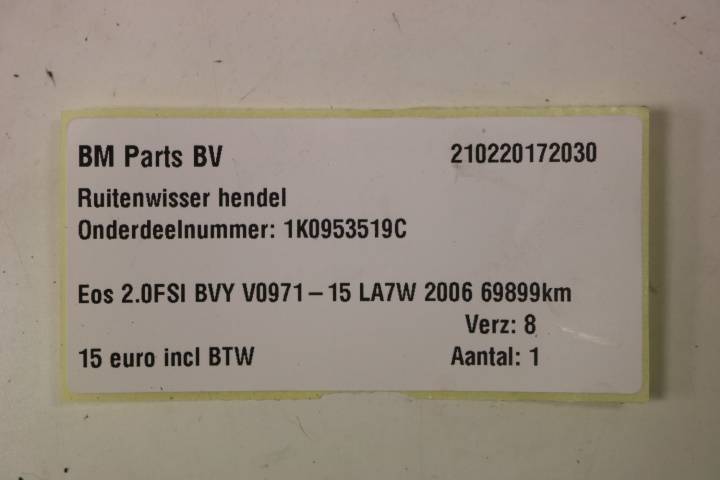 BM Parts BV 210220172030
Ruitenwisser hendel
Onderdeelnummer: 1K0953519C
Eos 2.0FSI BVY V0971-15 LA7W 2006 69899km
Verz: 8
15 euro incl BTW Aantal: 1